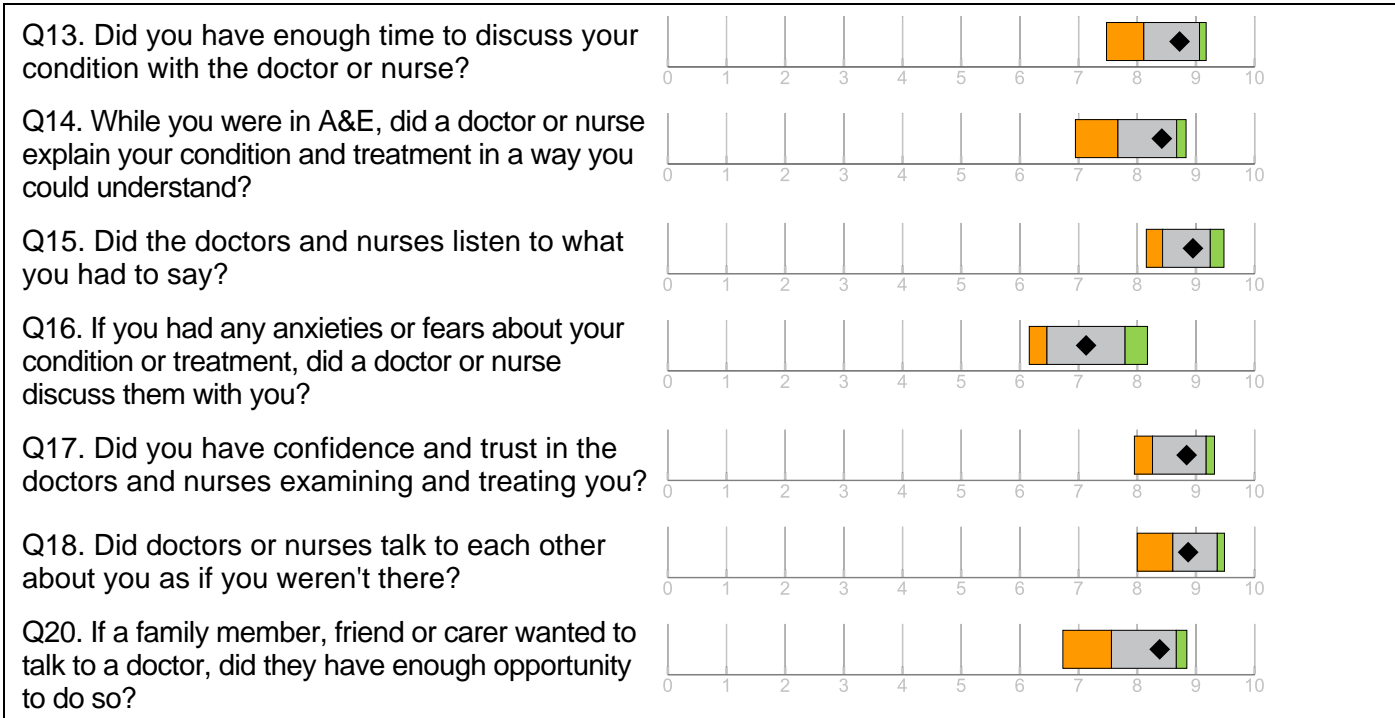 Q13. Did you have enough time to discuss your
condition with the doctor or nurse?
0 1 2 3 4 5 6 7 8 9 10
Q14. While you were in A&E, did a doctor or nurse
explain your condition and treatment in a way you
could understand?
0 1 2 3 4 5 6 7 8 9 10
Q15. Did the doctors and nurses listen to what
you had to say?
0 1 2 3 4 5 6 7 8 9 10
Q16. If you had any anxieties or fears about your
condition or treatment, did a doctor or nurse
discuss them with you?
0 1 2 3 4 5 6 7 8 9 10
Q17. Did you have confidence and trust in the
doctors and nurses examining and treating you?
0 1 2 3 4 5 6 7 8 9 10
Q18. Did doctors or nurses talk to each other
about you as if you weren't there?
0 1 2 3 4 5 6 7 8 9 10
Q20. If a family member, friend or carer wanted to
talk to a doctor, did they have enough opportunity
to do so?
0 1 2 3 4 5 6 7 8 9 10